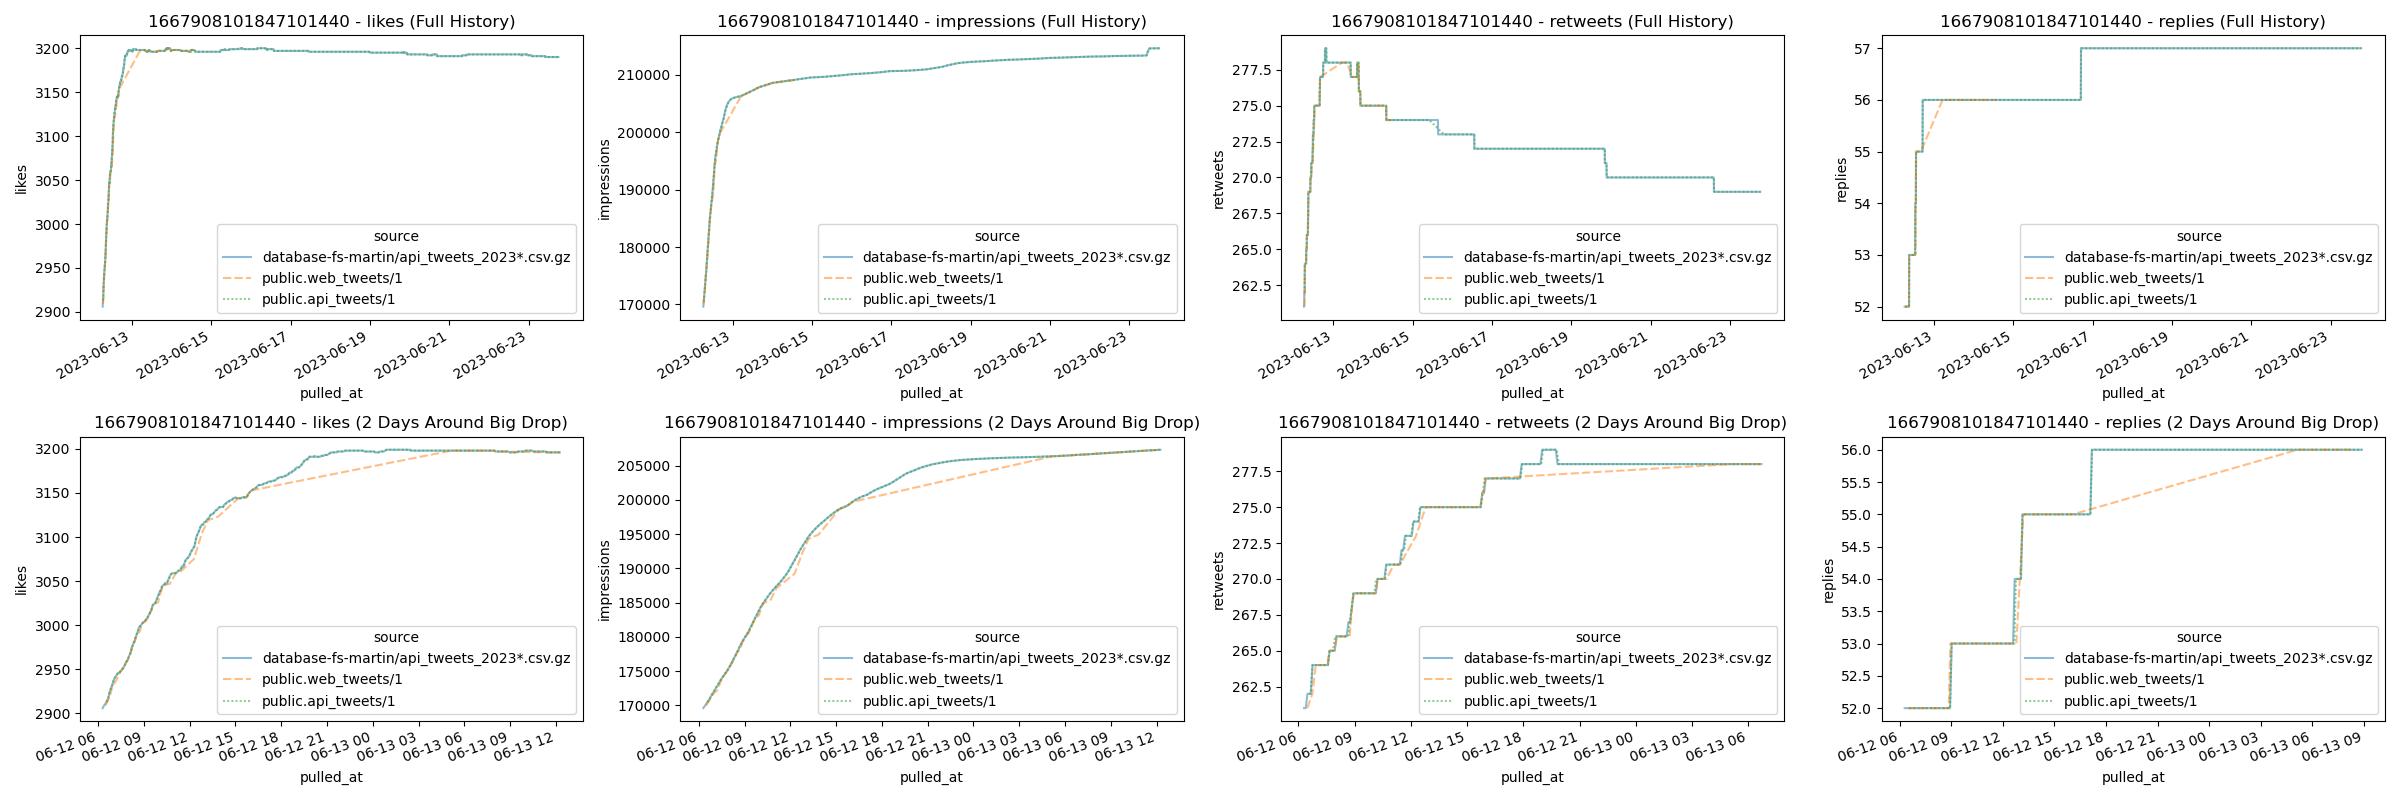 1667908101847101440 - likes (Full History)
3200
3150
3100
3050
3000
2950
2900
likes
source
database-fs-martin/api_tweets_2023*.csv.gz
public.web_tweets/1
public.api_tweets/1
2023-06-13
2023-06-15
2023-06-17
2023-06-19
2023-06-21
2023-06-23
pulled_at
1667908101847101440 - impressions (Full History)
210000
200000
190000
180000
170000
impressions
source
database-fs-martin/api_tweets_2023*.csv.gz
public.web_tweets/1
public.api_tweets/1
2023-06-13
2023-06-15
2023-06-17
2023-06-19
2023-06-21
2023-06-23
pulled_at
1667908101847101440 - retweets (Full History)
277.5
275.0
272.5
270.0
267.5
265.0
262.5
retweets
source
database-fs-martin/api_tweets_2023*.csv.gz
public.web_tweets/1
public.api_tweets/1
2023-06-13
2023-06-15
2023-06-17
2023-06-19
2023-06-21
2023-06-23
pulled_at
1667908101847101440 - replies (Full History)
57
56
55
54
53
52
replies
source
database-fs-martin/api_tweets_2023*.csv.gz
public.web_tweets/1
public.api_tweets/1
2023-06-13
2023-06-15
2023-06-17
2023-06-19
2023-06-21
2023-06-23
pulled_at
1667908101847101440 - likes (2 Days Around Big Drop)
3200
3150
3100
3050
3000
2950
2900
likes
source
database-fs-martin/api_tweets_2023*.csv.gz
public.web_tweets/1
public.api_tweets/1
06-12 06
06-12 09
06-12 12
06-12 15
06-12 18
06-12 21
06-13 00
06-13 03
06-13 06
06-13 09
06-13 12
pulled_at
1667908101847101440 - impressions (2 Days Around Big Drop)
205000
200000
195000
190000
185000
180000
175000
170000
impressions
source
database-fs-martin/api_tweets_2023*.csv.gz
public.web_tweets/1
public.api_tweets/1
06-12 06
06-12 09
06-12 12
06-12 15
06-12 18
06-12 21
06-13 00
06-13 03
06-13 06
06-13 09
06-13 12
pulled_at
1667908101847101440 - retweets (2 Days Around Big Drop)
277.5
275.0
272.5
270.0
267.5
265.0
262.5
retweets
source
database-fs-martin/api_tweets_2023*.csv.gz
public.web_tweets/1
public.api_tweets/1
06-12 06
06-12 09
06-12 12
06-12 15
06-12 18
06-12 21
06-13 00
06-13 03
06-13 06
pulled_at
1667908101847101440 - replies (2 Days Around Big Drop)
56.0
55.5
55.0
54.5
54.0
53.5
53.0
52.5
52.0
replies
source
database-fs-martin/api_tweets_2023*.csv.gz
public.web_tweets/1
public.api_tweets/1
06-12 06
06-12 09
06-12 12
06-12 15
06-12 18
06-12 21
06-13 00
06-13 03
06-13 06
06-13 09
pulled_at